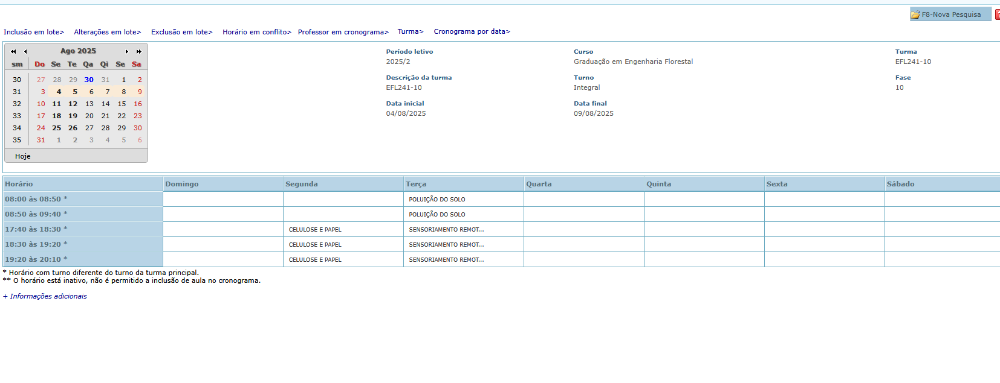 F8-Nova Pesquisa
Inclusão em lote> Alterações em lote> Exclusão em lote> Horário em conflito> Professor em cronograma> Turma> Cronograma por data>
Ago 2025
sm Do Se Te Qa Qi Se Sa
30 27 28 29 30 31 1 2
31 3 4 5 6 7 8 9
32 10 11 12 13 14 15 16
33 17 18 19 20 21 22 23
34 24 25 26 27 28 29 30
35 31 1 2 3 4 5 6
Hoje
Período letivo Curso Turma
2025/2 Graduação em Engenharia Florestal EFL241-10
Descrição da turma Turno Fase
EFL241-10 Integral 10
Data inicial Data final
04/08/2025 09/08/2025
Horário Domingo Segunda Terça Quarta Quinta Sexta Sábado
08:00 às 08:50 * POLUIÇÃO DO SOLO
08:50 às 09:40 * POLUIÇÃO DO SOLO
17:40 às 18:30 * CELULOSE E PAPEL SENSORIAMENTO REMOT...
18:30 às 19:20 * CELULOSE E PAPEL SENSORIAMENTO REMOT...
19:20 às 20:10 * CELULOSE E PAPEL SENSORIAMENTO REMOT...
* Horário com turno diferente do turno da turma principal.
** O horário está inativo, não é permitido a inclusão de aula no cronograma.
+ Informações adicionais